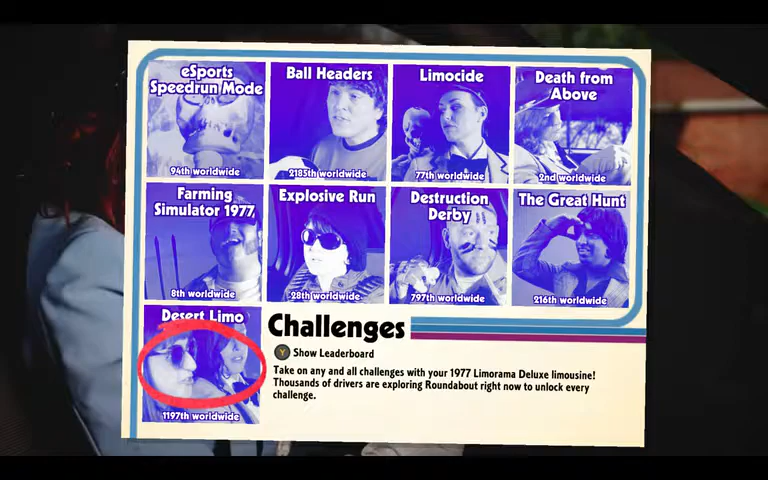 eSports
Speedrun Mode
94th worldwide
Ball Headers
2185th worldwide
Limocide
77th worldwide
Death from
Above
2nd worldwide
Farming
Simulator 1977
8th worldwide
Explosive Run
28th worldwide
Destruction
Derby
797th worldwide
The Great Hunt
216th worldwide
Desert Limo
1197th worldwide
Challenges
Y Show Leaderboard
Take on any and all challenges with your 1977 Limorama Deluxe limousine!
Thousands of drivers are exploring Roundabout right now to unlock every
challenge.